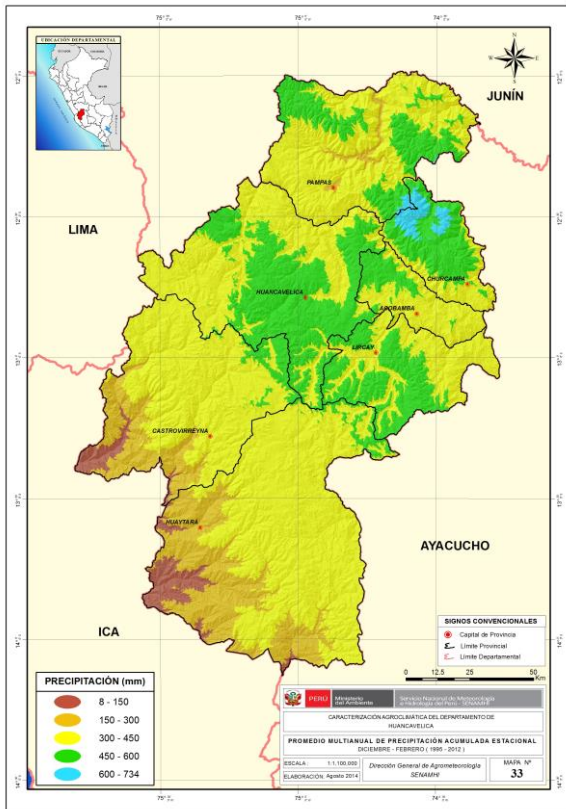 UBICACIÓN DEPARTAMENTAL
N
W
E
S
JUNÍN
LIMA
PAMPAS
CHURCAMPA
HUANCAVELICA
ACOBAMBA
LIRCAY
CASTROVIRREYNA
HUAYTARÁ
AYACUCHO
ICA
SIGNOS CONVENCIONALES
Capital de Provincia
Límite Provincial
Límite Departamental
0 12.5 25 50
Km
PRECIPITACIÓN (mm)
8 - 150
150 - 300
300 - 450
450 - 600
600 - 734
PERÚ
Ministerio del Ambiente
Servicio Nacional de Meteorología e Hidrología del Perú - SENAMHI
CARACTERIZACIÓN AGROCLIMÁTICA DEL DEPARTAMENTO DE
HUANCAVELICA
PROMEDIO MULTIANUAL DE PRECIPITACIÓN ACUMULADA ESTACIONAL
DICIEMBRE - FEBRERO ( 1995 - 2012 )
ESCALA : 1:1.100,000
ELABORACIÓN: Agosto 2014
Dirección General de Agrometeorología
SENAMHI
MAPA Nº
33